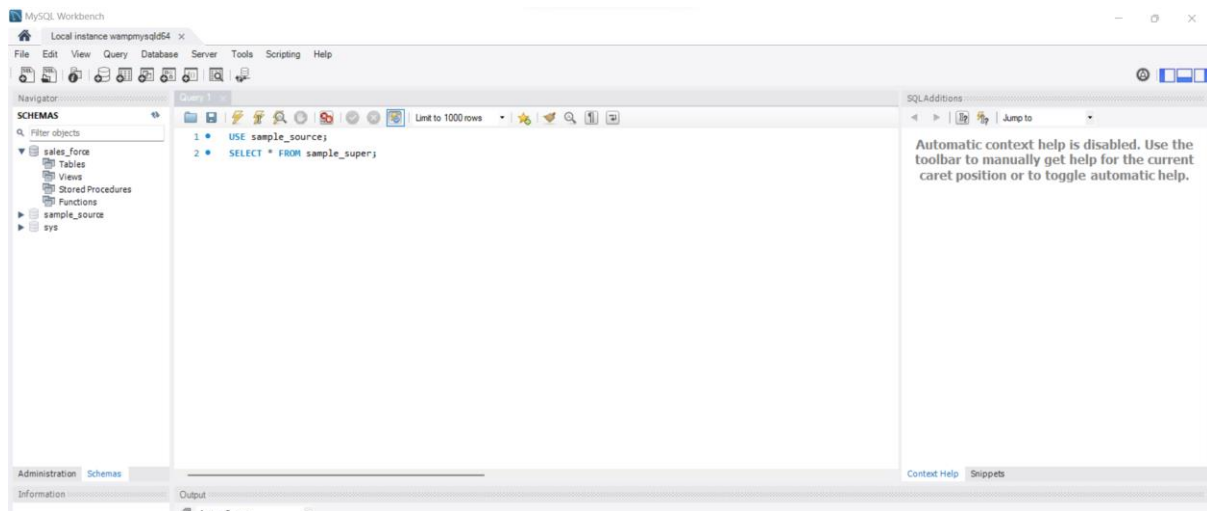 MySQL Workbench
Local instance wampmysqld64 ×
File Edit View Query Database Server Tools Scripting Help
Navigator
SCHEMAS
Filter objects
sales_force
Tables
Views
Stored Procedures
Functions
sample_source
sys
Administration Schemas
Information
Query 1
Limit to 1000 rows
1 USE sample_source;
2 SELECT * FROM sample_super;
Output
SQLAdditions
Jump to
Automatic context help is disabled. Use the
toolbar to manually get help for the current
caret position or to toggle automatic help.
Context Help Snippets